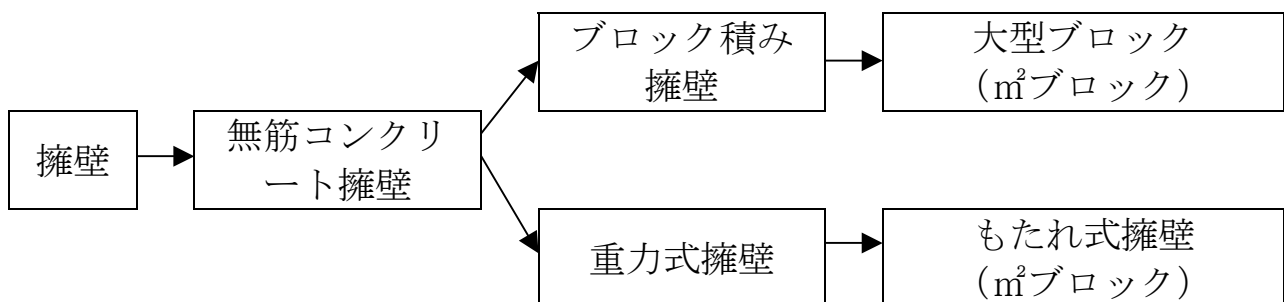 擁壁
無筋コンクリ
ート擁壁
ブロック積み
擁壁
大型ブロック
（㎡ブロック）
重力式擁壁
もたれ式擁壁
（㎡ブロック）